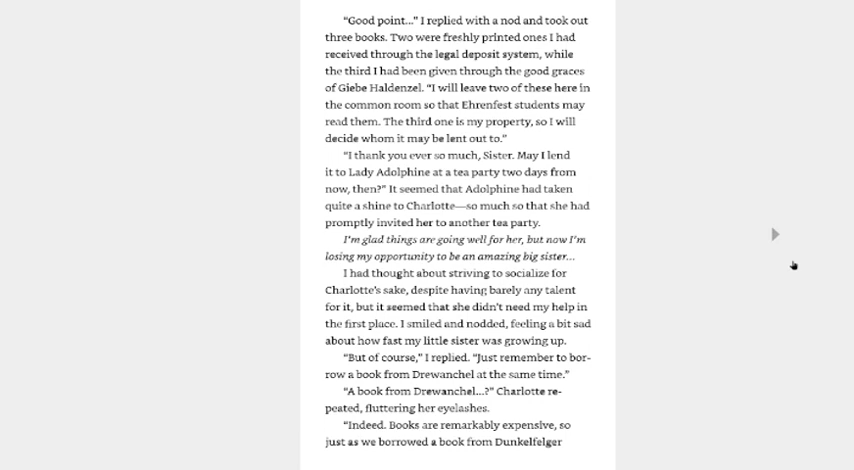 “Good point...” I replied with a nod and took out
three books. Two were freshly printed ones I had
received through the legal deposit system, while
the third I had been given through the good graces
of Giebe Haldenzel. “I will leave two of these here in
the common room so that Ehrenfest students may
read them. The third one is my property, so I will
decide whom it may be lent out to.”
“I thank you ever so much, Sister. May I lend
it to Lady Adolphine at a tea party two days from
now, then?” It seemed that Adolphine had taken
quite a shine to Charlotte—so much so that she had
promptly invited her to another tea party.
I’m glad things are going well for her, but now I’m
losing my opportunity to be an amazing big sister...
I had thought about striving to socialize for
Charlotte’s sake, despite having barely any talent
for it, but it seemed that she didn’t need my help in
the first place. I smiled and nodded, feeling a bit sad
about how fast my little sister was growing up.
“But of course,” I replied. “Just remember to bor-
row a book from Drewanchel at the same time.”
“A book from Drewanchel...?” Charlotte re-
peated, fluttering her eyelashes.
“Indeed. Books are remarkably expensive, so
just as we borrowed a book from Dunkelfelger